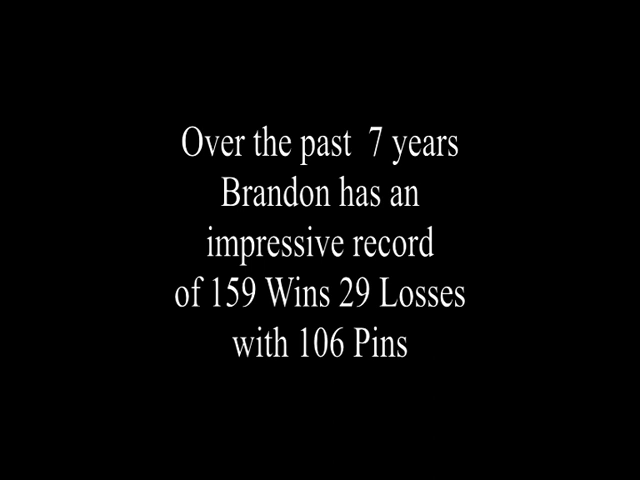 Over the past  7 years
Brandon has an
impressive record
of 159 Wins 29 Losses
with 106 Pins